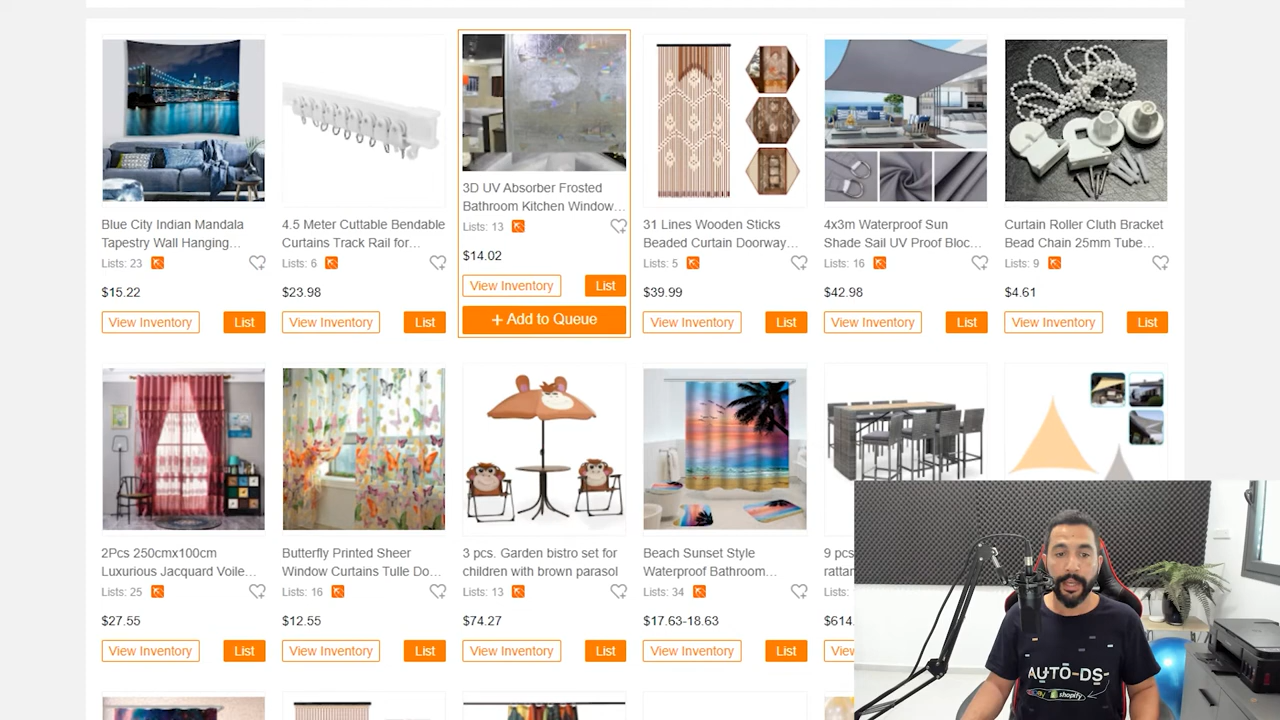 Blue City Indian Mandala
Tapestry Wall Hanging...
Lists: 23
$15.22
View Inventory
List
4.5 Meter Cuttable Bendable
Curtains Track Rail for...
Lists: 6
$23.98
View Inventory
List
3D UV Absorber Frosted
Bathroom Kitchen Window...
Lists: 13
$14.02
View Inventory
List
+ Add to Queue
31 Lines Wooden Sticks
Beaded Curtain Doorway...
Lists: 5
$39.99
View Inventory
List
4x3m Waterproof Sun
Shade Sail UV Proof Bloc...
Lists: 16
$42.98
View Inventory
List
Curtain Roller Cluth Bracket
Bead Chain 25mm Tube...
Lists: 9
$4.61
View Inventory
List
2Pcs 250cmx100cm
Luxurious Jacquard Voile...
Lists: 25
$27.55
View Inventory
List
Butterfly Printed Sheer
Window Curtains Tulle Do...
Lists: 16
$12.55
View Inventory
List
3 pcs. Garden bistro set for
children with brown parasol
Lists: 13
$74.27
View Inventory
List
Beach Sunset Style
Waterproof Bathroom...
Lists: 34
$17.63-18.63
View Inventory
List
9 pcs
rattan
Lists:
$614.
View
AUTO-DS-
ebay shopify